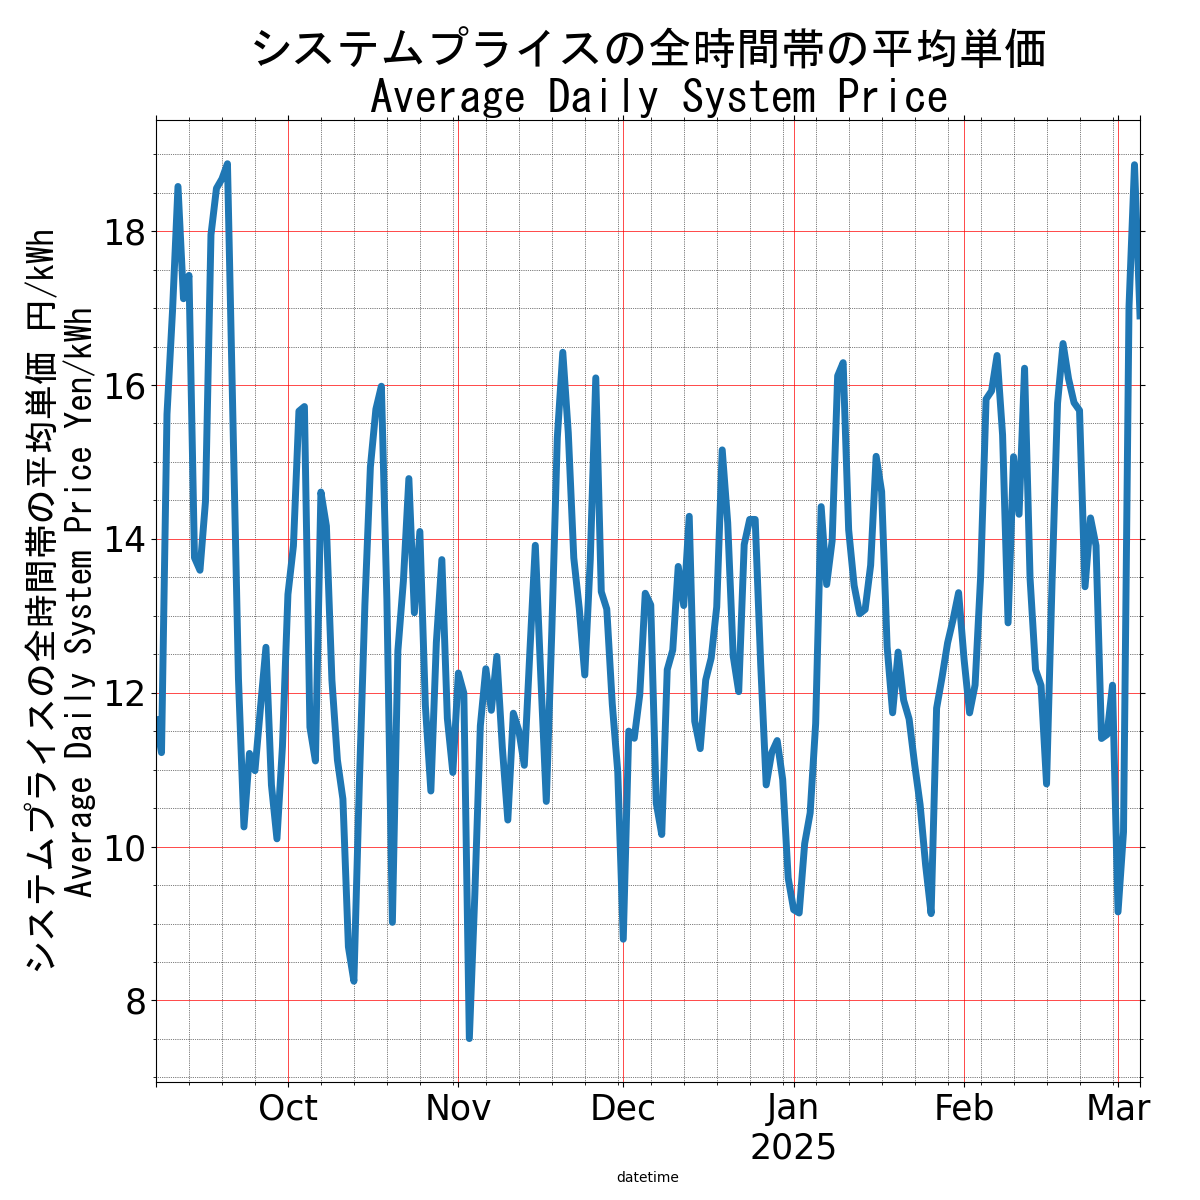 システムプライスの全時間帯の平均単価
Average Daily System Price
システムプライスの全時間帯の平均単価 円/kWh
Average Daily System Price Yen/kWh
18
16
14
12
10
8
Oct
Nov
Dec
Jan
2025
Feb
Mar
datetime